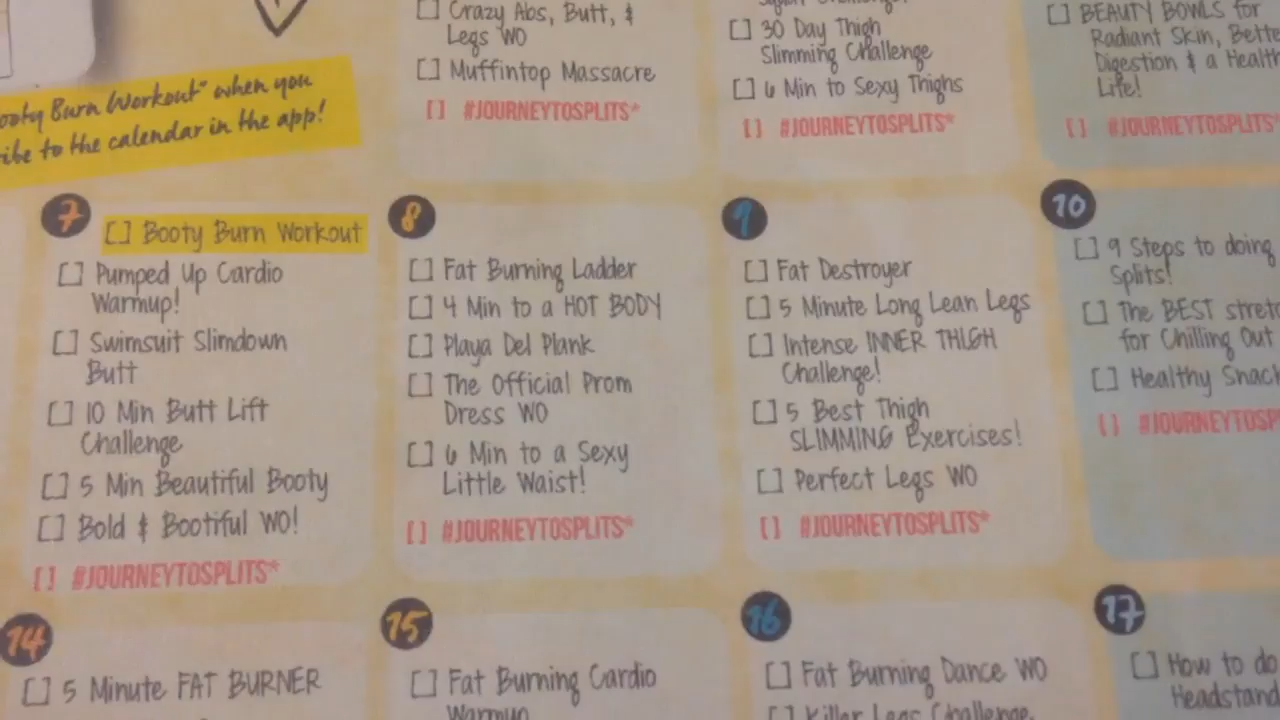 Crazy Abs, Butt, &
Legs WO
Muffintop Massacre
#JOURNEYTOSPLITS*
30 Day Thigh
Slimming Challenge
6 Min to Sexy Thighs
#JOURNEYTOSPLITS*
BEAUTY BOWLS for
Radiant Skin,
Digestion & a
Life!
#JOURNEYTOSPLITS*
Burn Workout" when you
to the calendar in the app!
7
Booty Burn Workout
Pumped Up Cardio
Warmup!
Swimsuit Slimdown
Butt
10 Min Butt Lift
Challenge
5 Min Beautiful Booty
Bold & Bootiful WO!
#JOURNEYTOSPLITS*
8
Fat Burning Ladder
4 Min to a HOT BODY
Playa Del Plank
The Official Prom
Dress WO
6 Min to a Sexy
Little Waist!
#JOURNEYTOSPLITS*
9
Fat Destroyer
5 Minute Long Lean Legs
Intense INNER THIGH
Challenge!
5 Best Thigh
SLIMMING Exercises!
Perfect Legs WO
#JOURNEYTOSPLITS*
10
9 Steps to doing
Splits!
The BEST
for Chilling Out
Healthy
14
5 Minute FAT BURNER
15
Fat Burning Cardio
Warmup
16
Fat Burning Dance WO
Killer Legs Challenge
17
How to do
Headstand